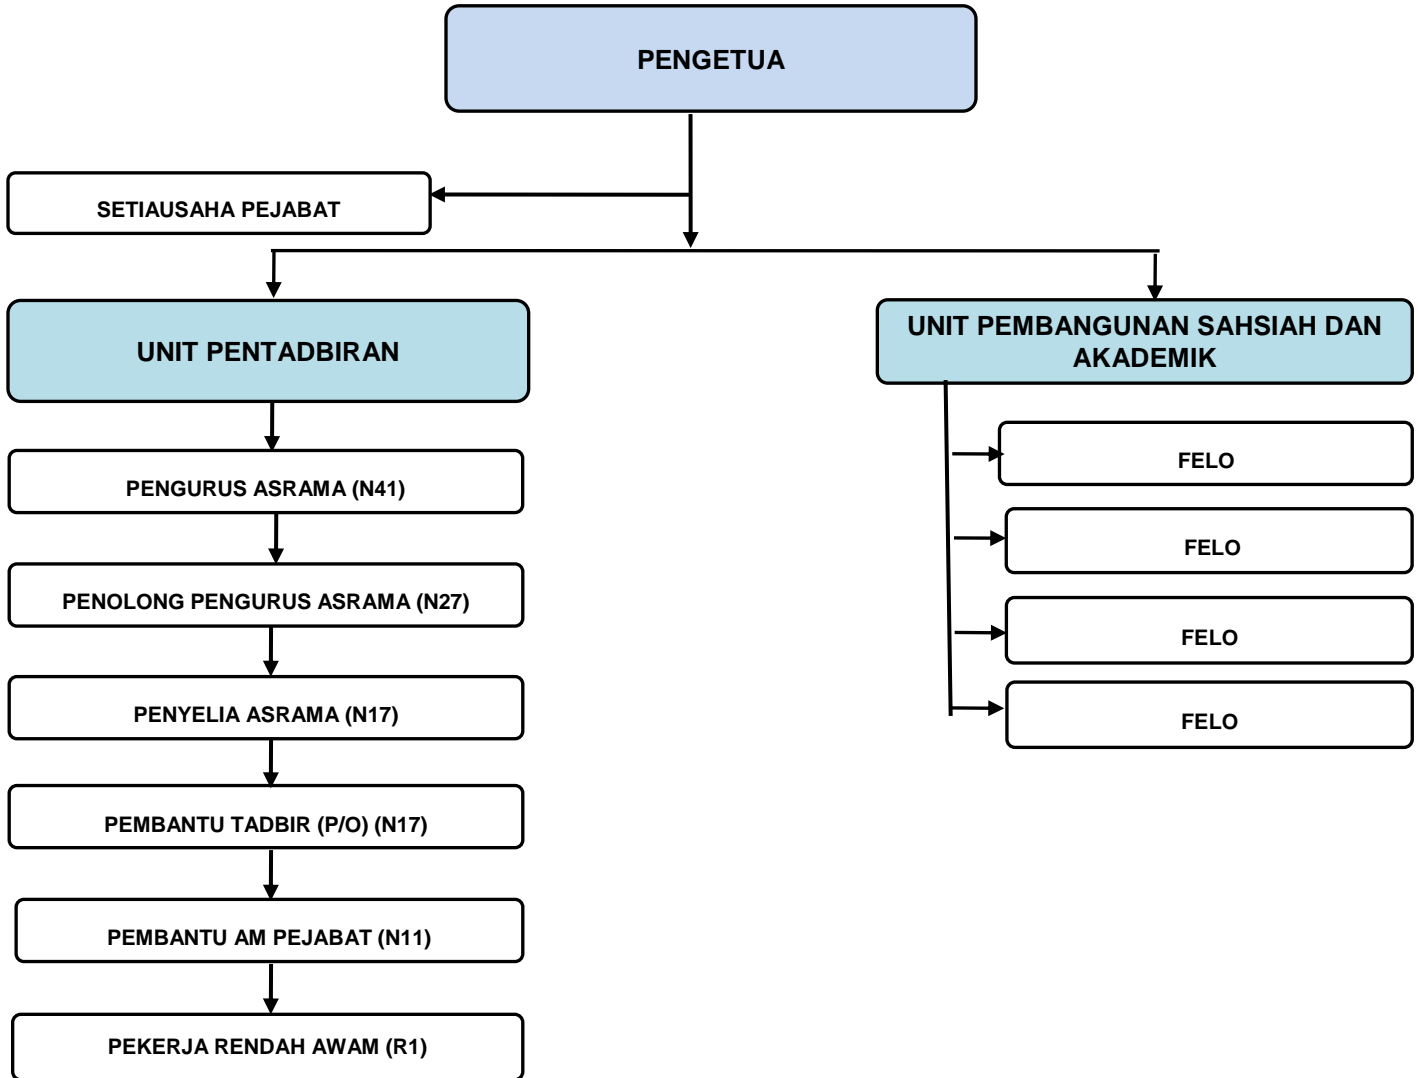 PENGETUA
SETIAUSAHA PEJABAT
UNIT PENTADBIRAN
PENGURUS ASRAMA (N41)
PENOLONG PENGURUS ASRAMA (N27)
PENYELIA ASRAMA (N17)
PEMBANTU TADBIR (P/O) (N17)
PEMBANTU AM PEJABAT (N11)
PEKERJA RENDAH AWAM (R1)
UNIT PEMBANGUNAN SAHSIAH DAN
AKADEMIK
FELO
FELO
FELO
FELO